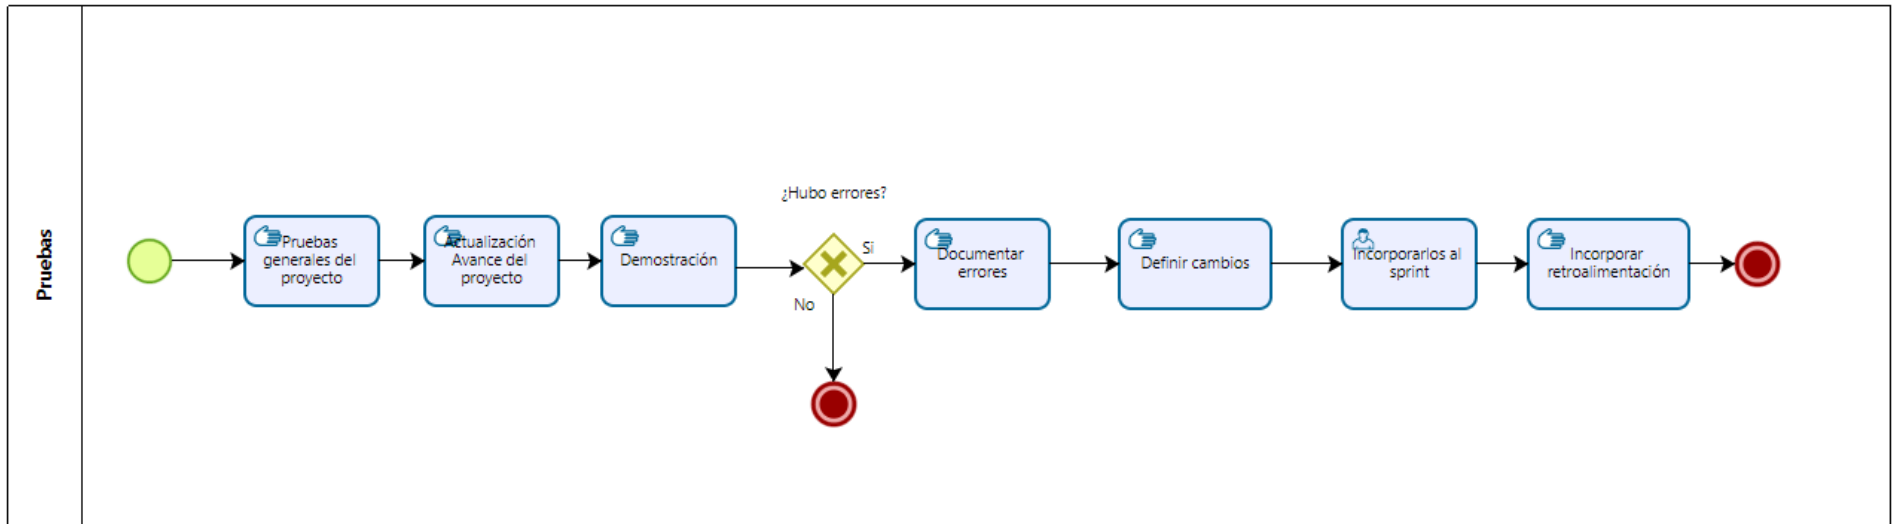 Pruebas
Pruebas
generales del
proyecto
Actualización
Avance del
proyecto
Demostración
¿Hubo errores?
Si
No
Documentar
errores
Definir cambios
Incorporarlos al
sprint
Incorporar
retroalimentación